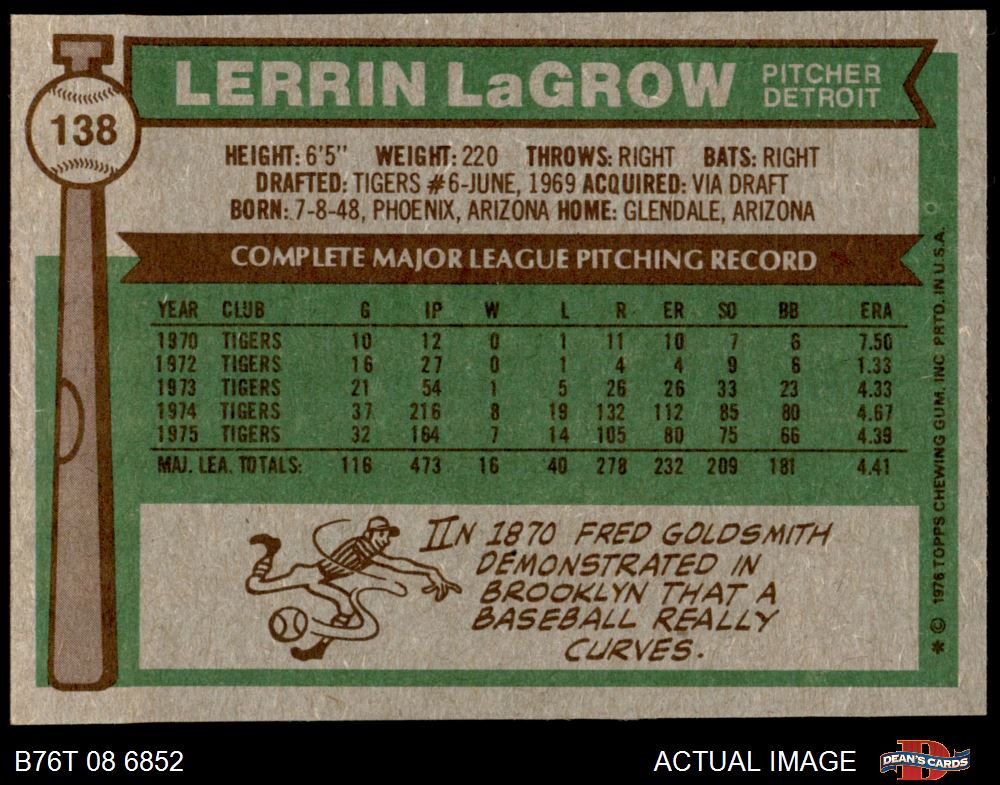 138
LERRIN LaGROW
PITCHER
DETROIT
HEIGHT: 6'5" WEIGHT: 220 THROWS: RIGHT BATS: RIGHT
DRAFTED: TIGERS #6-JUNE, 1969 ACQUIRED: VIA DRAFT
BORN: 7-8-48, PHOENIX, ARIZONA HOME: GLENDALE, ARIZONA
COMPLETE MAJOR LEAGUE PITCHING RECORD
YEAR CLUB G IP W L R ER SO BB ERA
1970 TIGERS 10 12 0 1 11 10 7 6 7.50
1972 TIGERS 16 27 0 1 4 4 9 6 1.33
1973 TIGERS 21 54 1 5 26 26 33 23 4.33
1974 TIGERS 37 216 8 19 132 112 85 80 4.67
1975 TIGERS 32 164 7 14 105 80 75 66 4.39
MAJ. LEA. TOTALS: 116 473 16 40 278 232 209 181 4.41
IN 1870 FRED GOLDSMITH
DEMONSTRATED IN
BROOKLYN THAT A
BASEBALL REALLY
CURVES.
* © 1976 TOPPS CHEWING GUM. INC PRTD. IN U.S.A.
B76T 08 6852
ACTUAL IMAGE
D
DEAN'S CARDS